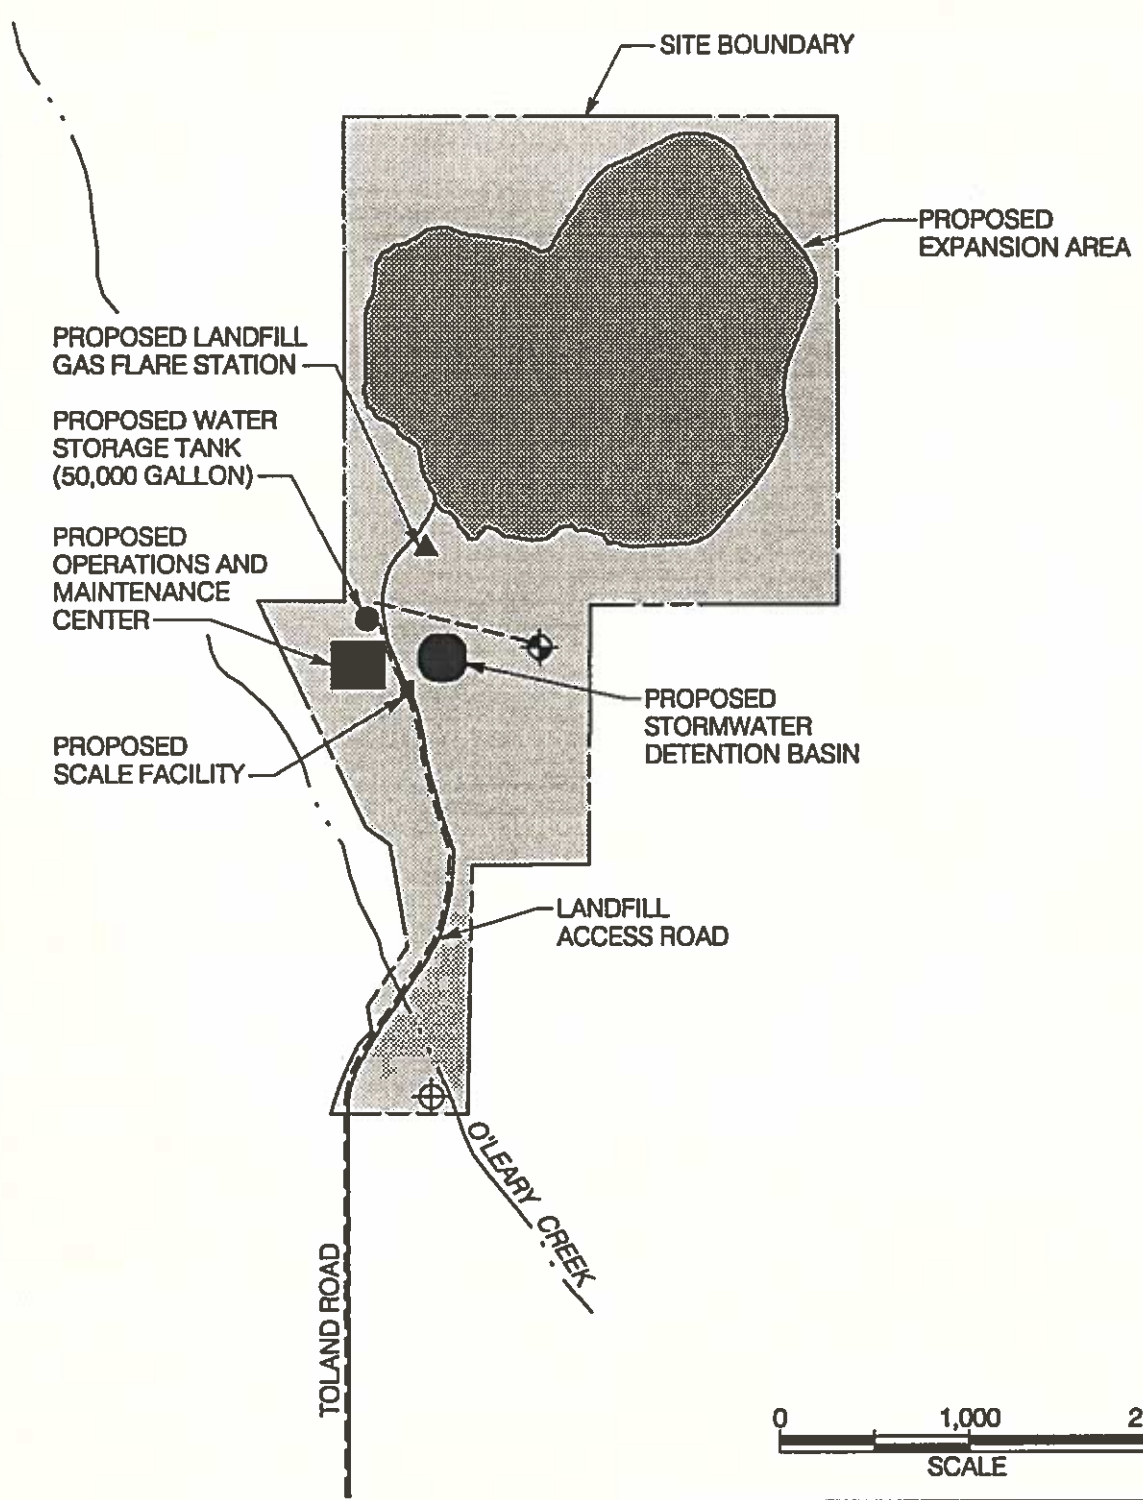 SITE BOUNDARY
PROPOSED
EXPANSION AREA
PROPOSED LANDFILL
GAS FLARE STATION
PROPOSED WATER
STORAGE TANK
(50,000 GALLON)
PROPOSED
OPERATIONS AND
MAINTENANCE
CENTER
PROPOSED
STORMWATER
DETENTION BASIN
PROPOSED
SCALE FACILITY
LANDFILL
ACCESS ROAD
O'LEARY CREEK
TOLAND ROAD
0 1,000 2
SCALE